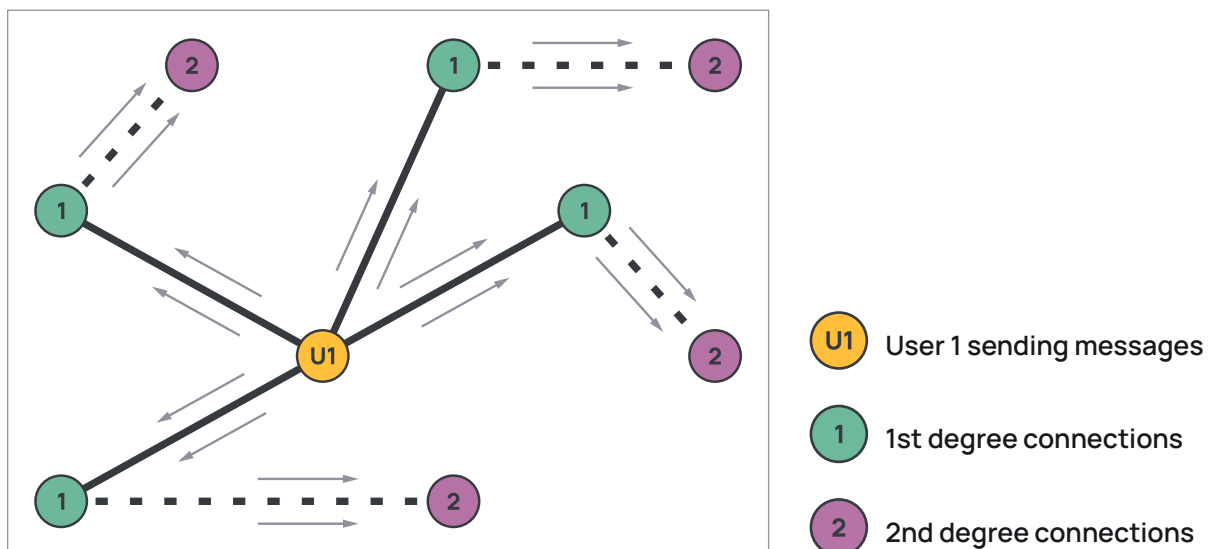 2
1
2
1
1
U1
2
1
2
U1 User 1 sending messages
1 1st degree connections
2 2nd degree connections